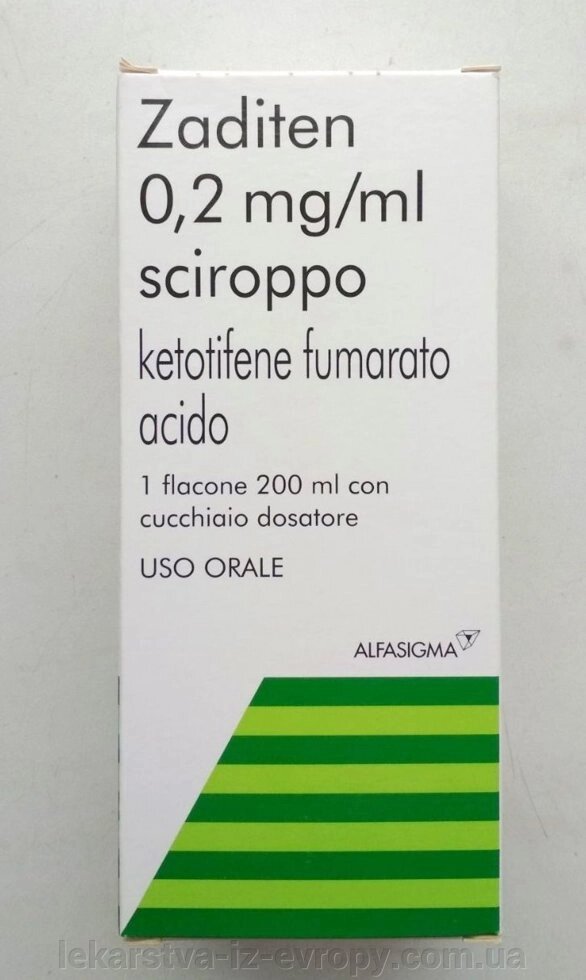 Zaditen
0,2 mg/ml
sciroppo
ketotifene fumarato
acido
1 flacone 200 ml con
cucchiaio dosatore
USO ORALE
ALFASIGMA
lekarstva-iz-evropy.com.ua